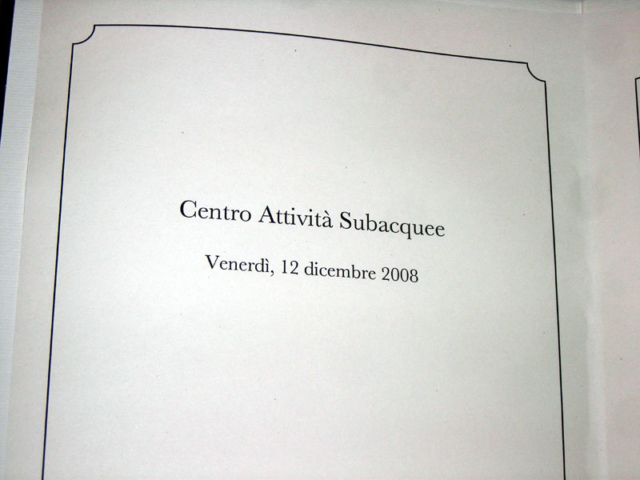 Centro Attività Subacquee
Venerdì, 12 dicembre 2008